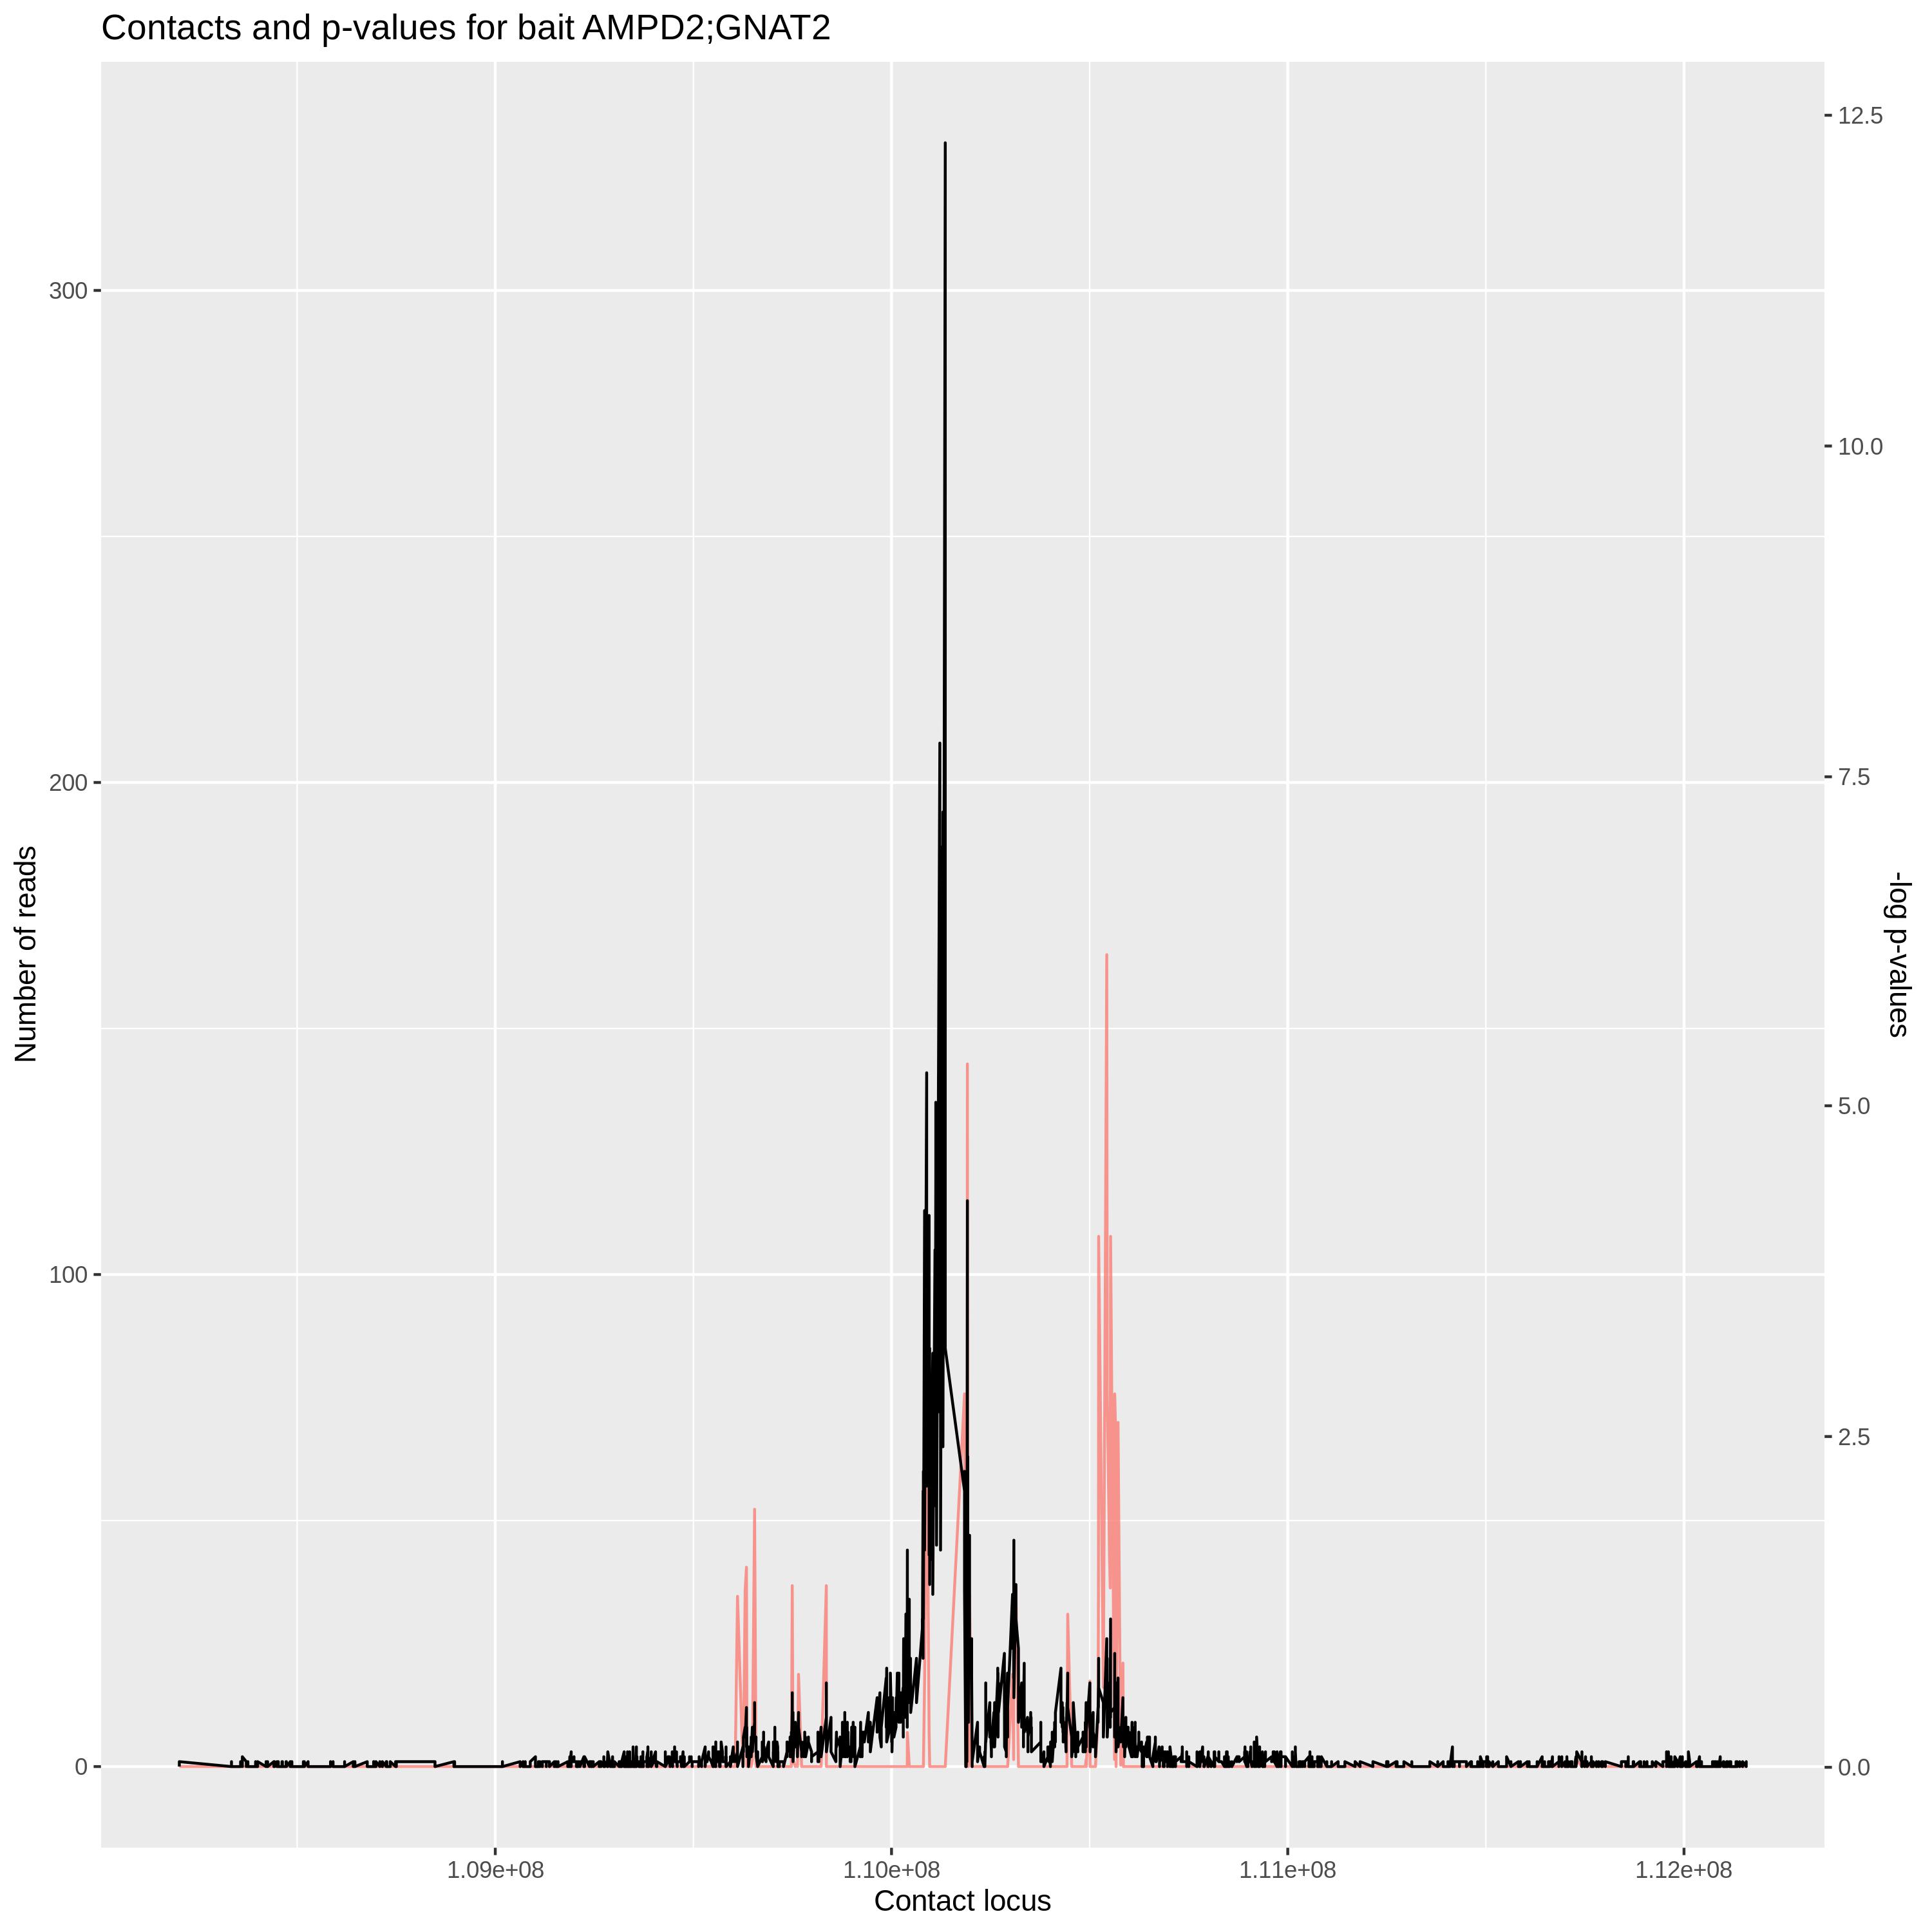 Contacts and p-values for bait AMPD2;GNAT2
Number of reads
300
200
100
0
12.5
10.0
7.5
5.0
2.5
0.0
-log p-values
1.09e+08
1.10e+08
1.11e+08
1.12e+08
Contact locus